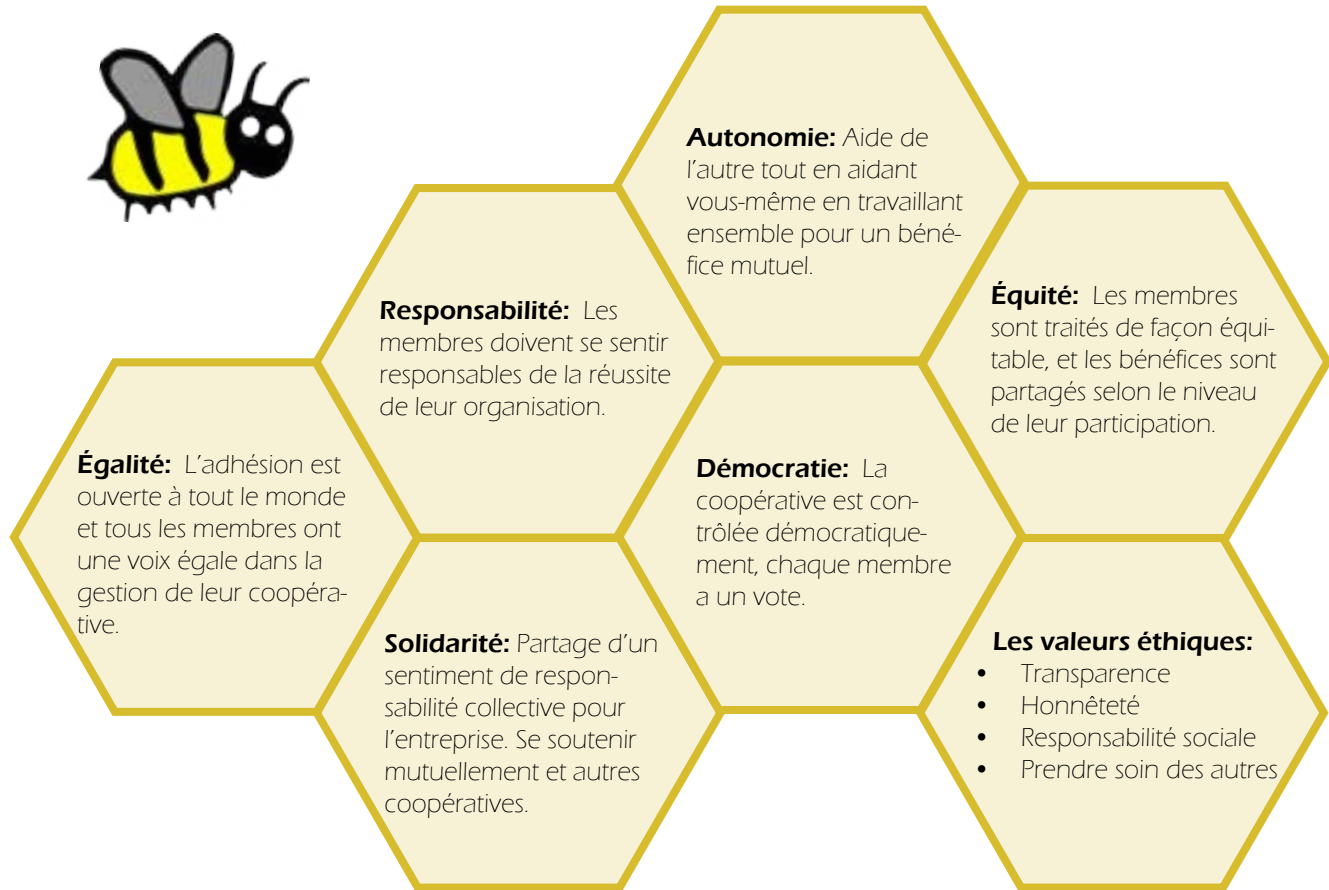 Autonomie: Aide de
l'autre tout en aidant
vous-même en travaillant
ensemble pour un béné-
fice mutuel.
Responsabilité: Les
membres doivent se sentir
responsables de la réussite
de leur organisation.
Équité: Les membres
sont traités de façon équi-
table, et les bénéfices sont
partagés selon le niveau
de leur participation.
Égalité: L'adhésion est
ouverte à tout le monde
et tous les membres ont
une voix égale dans la
gestion de leur coopéra-
tive.
Démocratie: La
coopérative est con-
trôlée démocratique-
ment, chaque membre
a un vote.
Solidarité: Partage d'un
sentiment de respon-
sabilité collective pour
l'entreprise. Se soutenir
mutuellement et autres
coopératives.
Les valeurs éthiques:
• Transparence
• Honnêteté
• Responsabilité sociale
• Prendre soin des autres